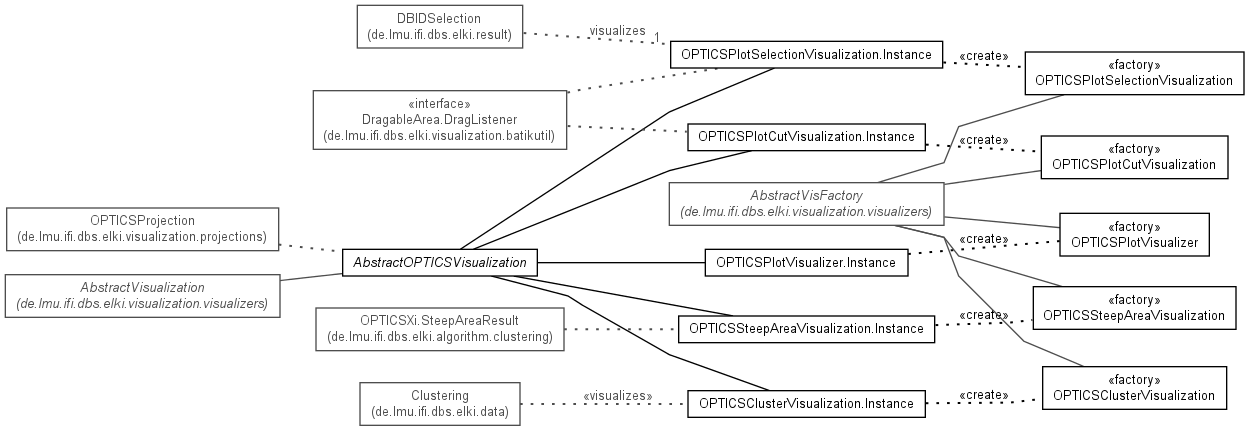 DBIDSelection
(de.lmu.ifi.dbs.elki.result)
visualizes
1
OPTICSPlotSelectionVisualization.Instance
«create»
«factory»
OPTICSPlotSelectionVisualization
«interface»
DragableArea.DragListener
(de.lmu.ifi.dbs.elki.visualization.batikutil)
OPTICSPlotCutVisualization.Instance
«create»
«factory»
OPTICSPlotCutVisualization
AbstractVisFactory
(de.lmu.ifi.dbs.elki.visualization.visualizers)
OPTICSProjection
(de.lmu.ifi.dbs.elki.visualization.projections)
«create»
«factory»
OPTICSPlotVisualizer
AbstractOPTICSVisualization
OPTICSPlotVisualizer.Instance
AbstractVisualization
(de.lmu.ifi.dbs.elki.visualization.visualizers)
OPTICSXi.SteepAreaResult
(de.lmu.ifi.dbs.elki.algorithm.clustering)
OPTICSSteepAreaVisualization.Instance
«create»
«factory»
OPTICSSteepAreaVisualization
Clustering
(de.lmu.ifi.dbs.elki.data)
«visualizes»
OPTICSClusterVisualization.Instance
«create»
«factory»
OPTICSClusterVisualization